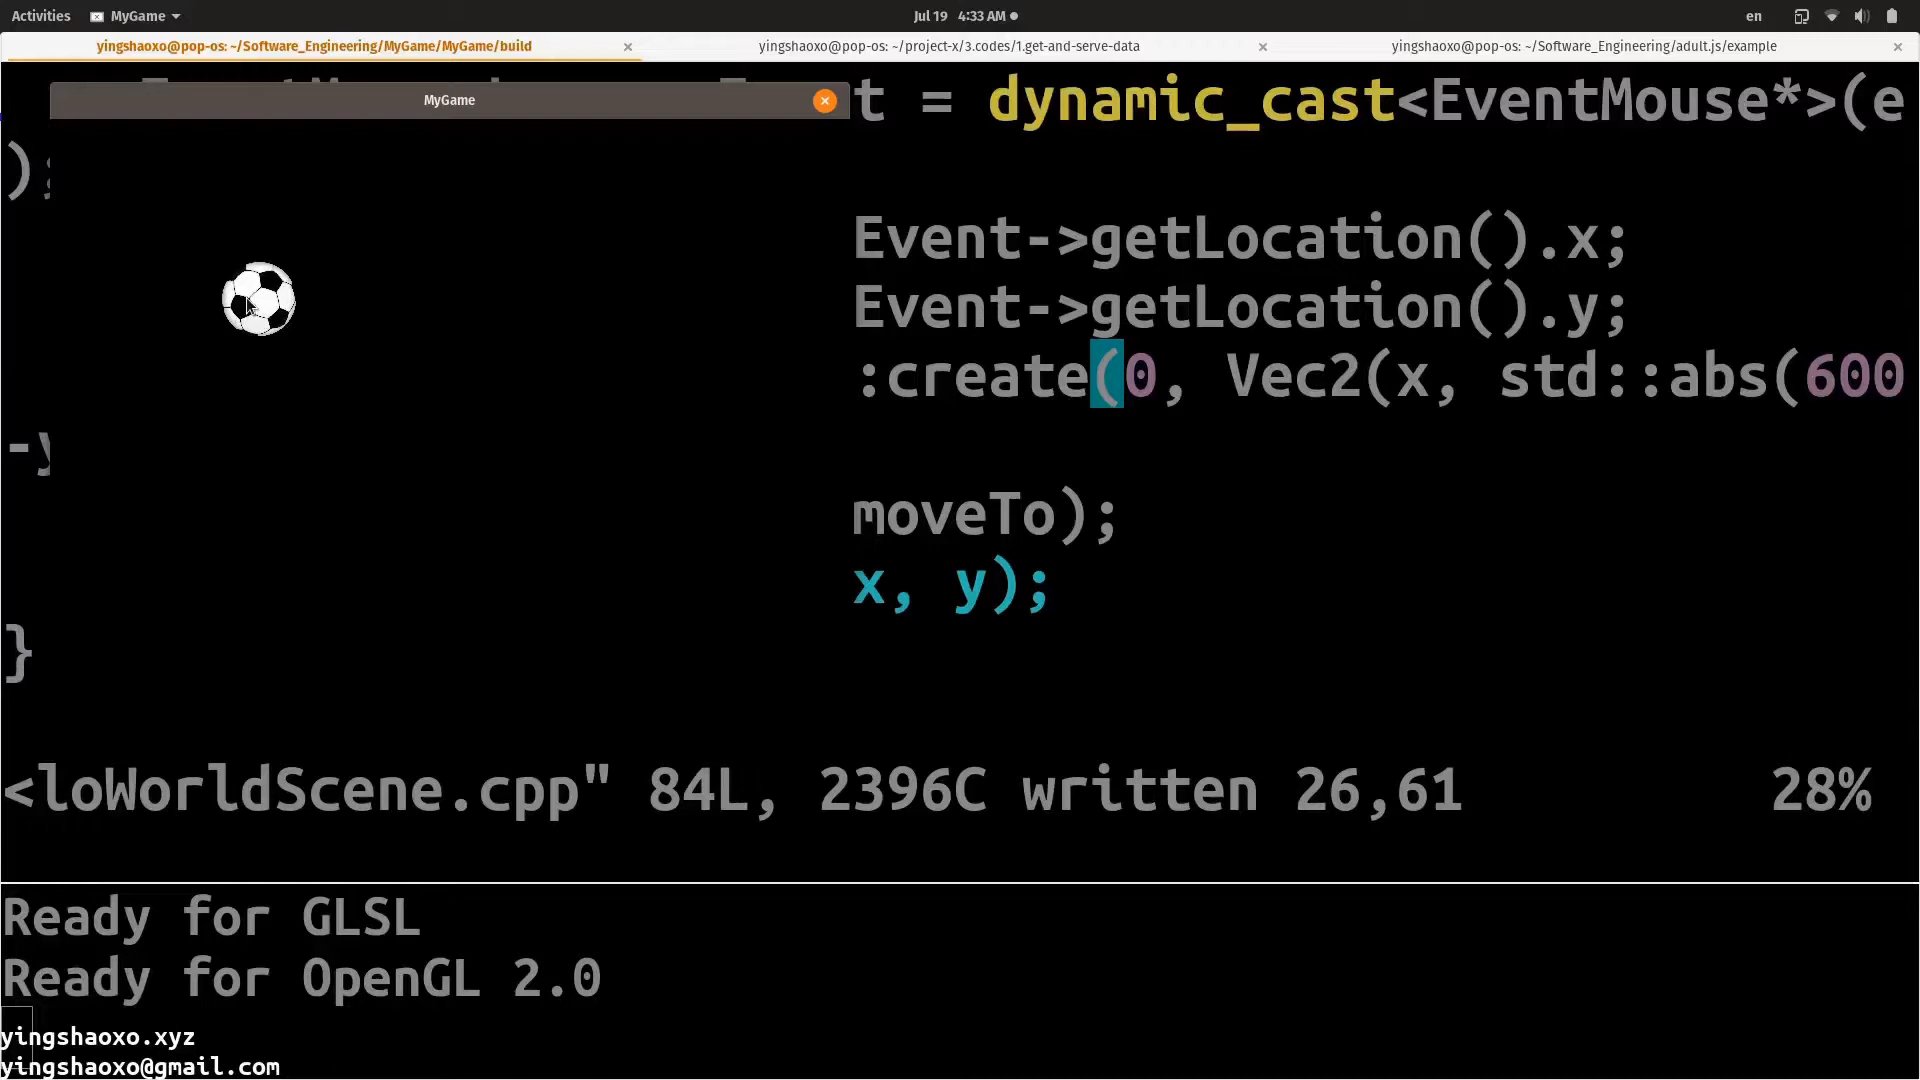 Activities MyGame Jul 19 4:33 AM en
yingshaoxo@pop-os: ~/Software_Engineering/MyGame/MyGame/build yingshaoxo@pop-os: ~/project-x/3.codes/1.get-and-serve-data yingshaoxo@pop-os: ~/Software_Engineering/adult.js/example
MyGame
t = dynamic_cast<EventMouse*>(e
);
Event->getLocation().x;
Event->getLocation().y;
:create(0, Vec2(x, std::abs(600
-y
moveTo);
x, y);
}
<loWorldScene.cpp" 84L, 2396C written 26,61 28%
Ready for GLSL
Ready for OpenGL 2.0
yingshaoxo.xyz
yingshaoxo@gmail.com